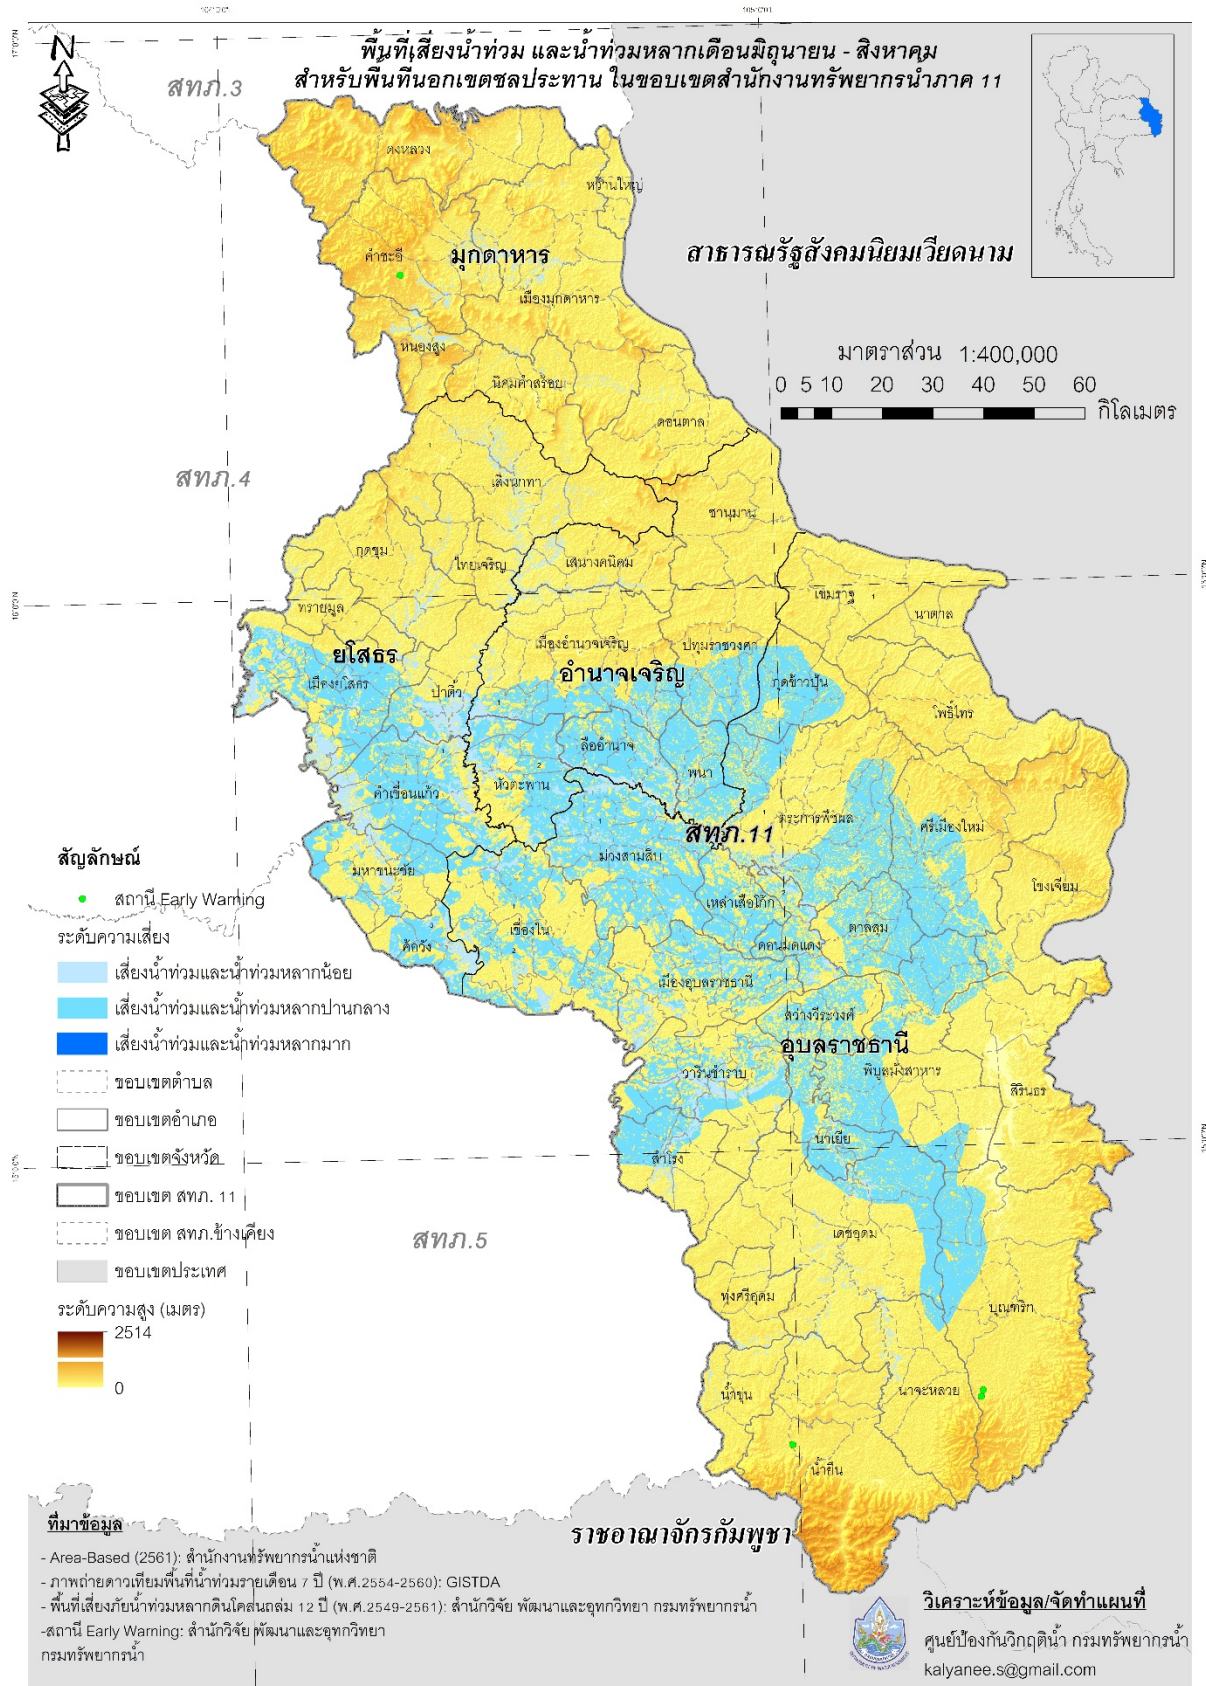 พื้นที่เสี่ยงน้ำท่วม และน้ำท่วมหลากเดือนมิถุนายน - สิงหาคม
สำหรับพื้นที่นอกเขตชลประทาน ในขอบเขตสำนักงานทรัพยากรน้ำภาค 11
N
สทภ.3
ดงหลวง
หว้านใหญ่
คำชะอี
มุกดาหาร
สาธารณรัฐสังคมนิยมเวียดนาม
เมืองมุกดาหาร
หนองสูง
นิคมคำสร้อย
ดอนตาล
มาตราส่วน 1:400,000
0 5 10 20 30 40 50 60
กิโลเมตร
สทภ.4
เลิงนกทา
ชานุมาน
กุดชุม
ไทยเจริญ
เสนางคนิคม
เขมราฐ
นาตาล
ทรายมูล
ยโสธร
เมืองอำนาจเจริญ
ปทุมราชวงศา
อำนาจเจริญ
เมืองยโสธร
ป่าติ้ว
กุดข้าวปุ้น
โพธิ์ไทร
ลืออำนาจ
พนา
หัวตะพาน
คำเขื่อนแก้ว
ตระการพืชผล
ศรีเมืองใหม่
สทภ.11
ม่วงสามสิบ
มหาชนะชัย
โขงเจียม
เหล่าเสือโก้ก
ตาลสุม
เขื่องใน
ค้อวัง
ดอนมดแดง
เมืองอุบลราชธานี
สว่างวีระวงศ์
อุบลราชธานี
วารินชำราบ
พิบูลมังสาหาร
สิรินธร
นาเยีย
สำโรง
เดชอุดม
สทภ.5
ทุ่งศรีอุดม
บุณฑริก
น้ำขุ่น
นาจะหลวย
น้ำยืน
ราชอาณาจักรกัมพูชา
สัญลักษณ์
สถานี Early Warning
ระดับความเสี่ยง
เสี่ยงน้ำท่วมและน้ำท่วมหลากน้อย
เสี่ยงน้ำท่วมและน้ำท่วมหลากปานกลาง
เสี่ยงน้ำท่วมและน้ำท่วมหลากมาก
ขอบเขตตำบล
ขอบเขตอำเภอ
ขอบเขตจังหวัด
ขอบเขต สทภ. 11
ขอบเขต สทภ.ข้างเคียง
ขอบเขตประเทศ
ระดับความสูง (เมตร)
2514
0
ที่มาข้อมูล
- Area-Based (2561): สำนักงานทรัพยากรน้ำแห่งชาติ
- ภาพถ่ายดาวเทียมพื้นที่น้ำท่วมรายเดือน 7 ปี (พ.ศ.2554-2560): GISTDA
- พื้นที่เสี่ยงภัยน้ำท่วมหลากดินโคลนถล่ม 12 ปี (พ.ศ.2549-2561): สำนักวิจัย พัฒนาและอุทกวิทยา กรมทรัพยากรน้ำ
-สถานี Early Warning: สำนักวิจัย พัฒนาและอุทกวิทยา
กรมทรัพยากรน้ำ
วิเคราะห์ข้อมูล/จัดทำแผนที่
ศูนย์ป้องกันวิกฤติน้ำ กรมทรัพยากรน้ำ
kalyanee.s@gmail.com